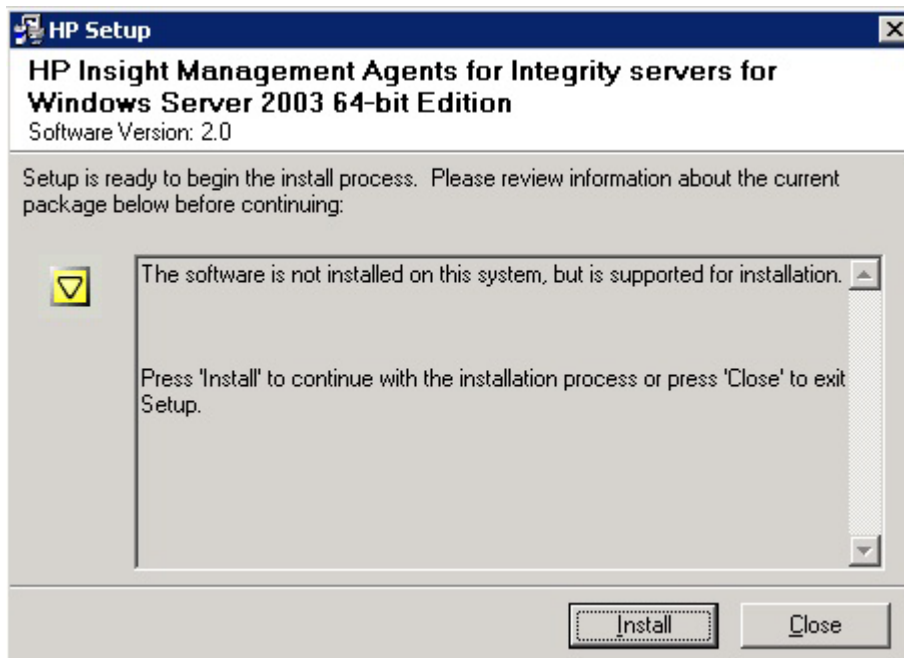 HP Setup
HP Insight Management Agents for Integrity servers for
Windows Server 2003 64-bit Edition
Software Version: 2.0
Setup is ready to begin the install process.  Please review information about the current
package below before continuing:
The software is not installed on this system, but is supported for installation.
Press 'Install' to continue with the installation process or press 'Close' to exit
Setup.
Install
Close